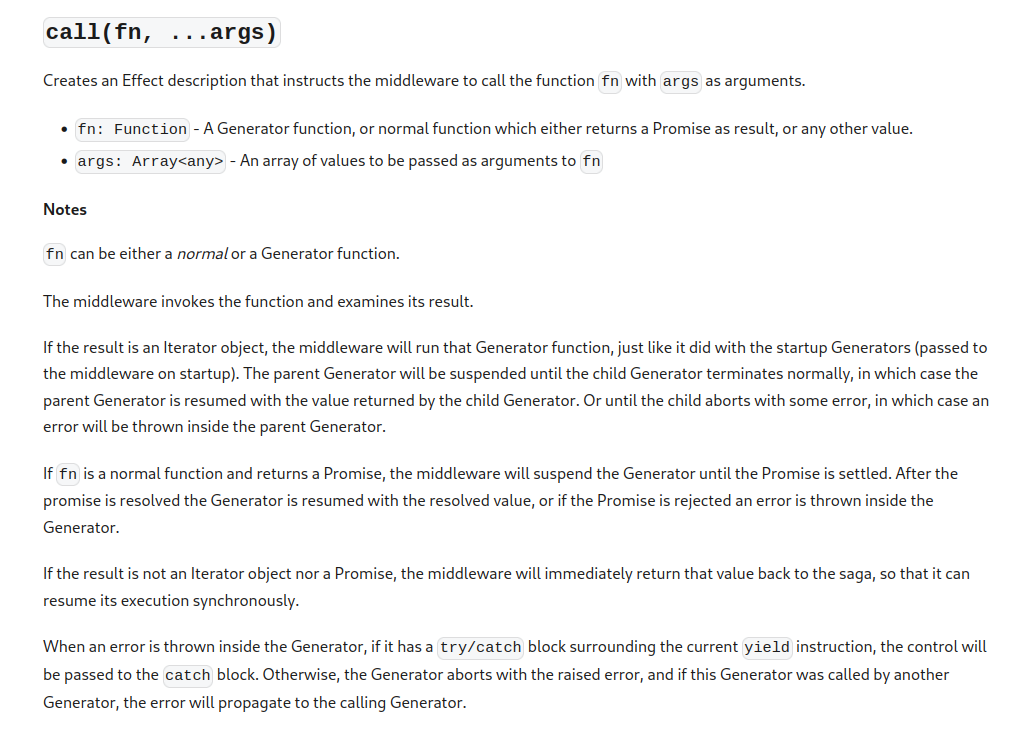 call(fn, ...args)
Creates an Effect description that instructs the middleware to call the function fn with args as arguments.
• fn: Function - A Generator function, or normal function which either returns a Promise as result, or any other value.
• args: Array<any> - An array of values to be passed as arguments to fn
Notes
fn can be either a normal or a Generator function.
The middleware invokes the function and examines its result.
If the result is an Iterator object, the middleware will run that Generator function, just like it did with the startup Generators (passed to
the middleware on startup). The parent Generator will be suspended until the child Generator terminates normally, in which case the
parent Generator is resumed with the value returned by the child Generator. Or until the child aborts with some error, in which case an
error will be thrown inside the parent Generator.
If fn is a normal function and returns a Promise, the middleware will suspend the Generator until the Promise is settled. After the
promise is resolved the Generator is resumed with the resolved value, or if the Promise is rejected an error is thrown inside the
Generator.
If the result is not an Iterator object nor a Promise, the middleware will immediately return that value back to the saga, so that it can
resume its execution synchronously.
When an error is thrown inside the Generator, if it has a try/catch block surrounding the current yield instruction, the control will
be passed to the catch block. Otherwise, the Generator aborts with the raised error, and if this Generator was called by another
Generator, the error will propagate to the calling Generator.